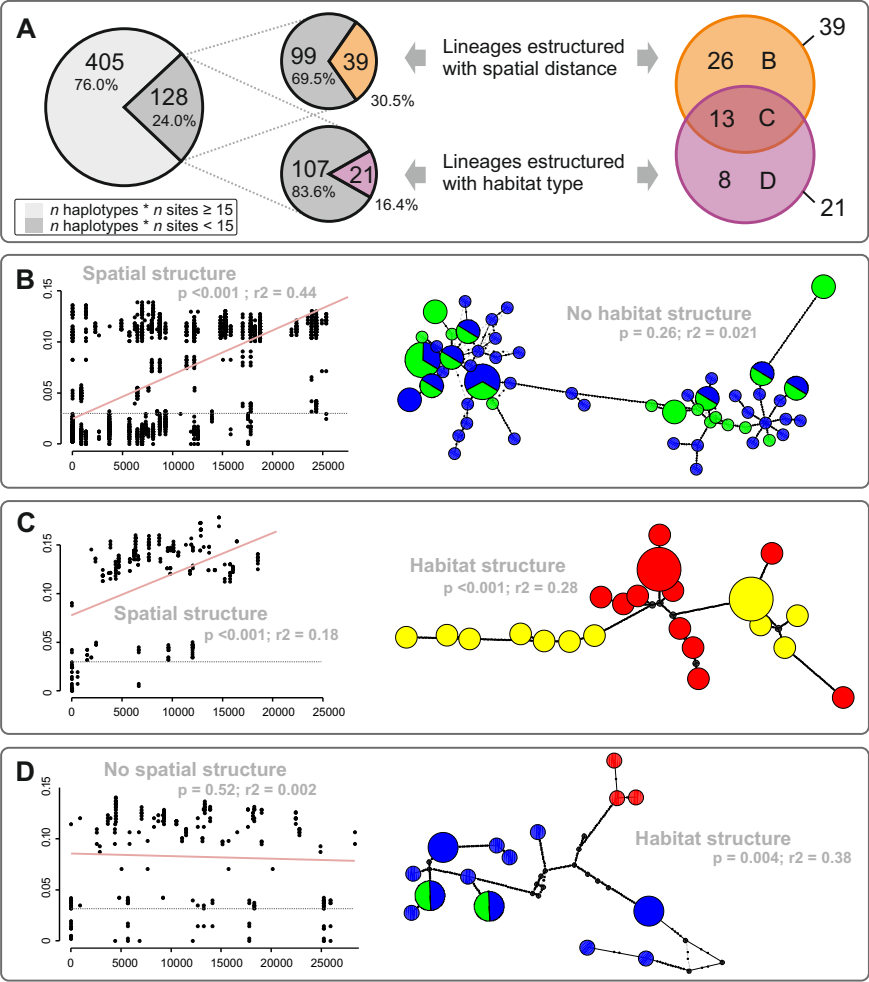 A
405
76.0%
128
24.0%
n haplotypes * n sites ≥ 15
n haplotypes * n sites < 15
99
69.5%
39
30.5%
107
83.6%
21
16.4%
Lineages estructured
with spatial distance
Lineages estructured
with habitat type
39
26 B
13 C
8 D
21
B
Spatial structure
p <0.001 ; r2 = 0.44
0.15
0.10
0.05
0
0 5000 10000 15000 20000 25000
No habitat structure
p = 0.26; r2 = 0.021
C
0.15
0.10
0.05
0
Spatial structure
p <0.001; r2 = 0.18
0 5000 10000 15000 20000 25000
Habitat structure
p <0.001; r2 = 0.28
D
No spatial structure
p = 0.52; r2 = 0.002
0.15
0.10
0.05
0
0 5000 10000 15000 20000 25000
Habitat structure
p = 0.004; r2 = 0.38